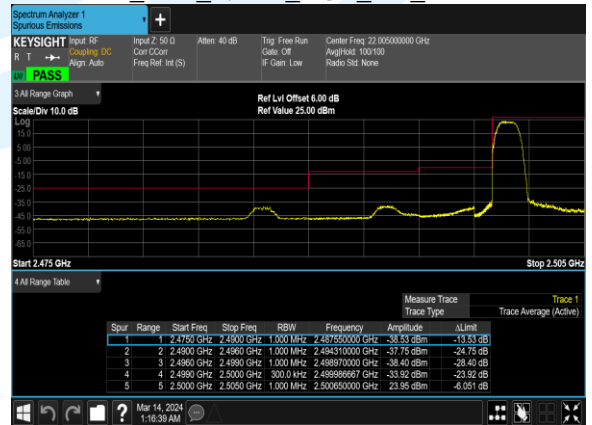 Spectrum Analyzer 1
Spurious Emissions
KEYSIGHT Input: RF Input Z: 50 Ω Atten: 40 dB Trig: Free Run Center Freq: 22.005000000 GHz
R T Coupling: DC Corr CCorr Gate: Off Avg|Hold: 100/100
Align: Auto Freq Ref: Int (S) IF Gain: Low Radio Std: None
PASS
3 All Range Graph
Ref Lvl Offset 6.00 dB
Scale/Div 10.0 dB Ref Value 25.00 dBm
Log
15.0
5.00
-5.00
-15.0
-25.0
-35.0
-45.0
-55.0
-65.0
Start 2.475 GHz Stop 2.505 GHz
4 All Range Table
Measure Trace Trace 1
Trace Type Trace Average (Active)
Spur Range Start Freq Stop Freq RBW Frequency Amplitude ΔLimit
1 1 2.4750 GHz 2.4900 GHz 1.000 MHz 2.487550000 GHz -38.53 dBm -13.53 dB
2 2 2.4900 GHz 2.4960 GHz 1.000 MHz 2.494310000 GHz -37.75 dBm -24.75 dB
3 3 2.4960 GHz 2.4990 GHz 1.000 MHz 2.498970000 GHz -38.40 dBm -28.40 dB
4 4 2.4990 GHz 2.5000 GHz 300.0 kHz 2.499986667 GHz -33.92 dBm -23.92 dB
5 5 2.5000 GHz 2.5050 GHz 1.000 MHz 2.500650000 GHz 23.95 dBm -6.051 dB
? Mar 14, 2024
1:16:39 AM